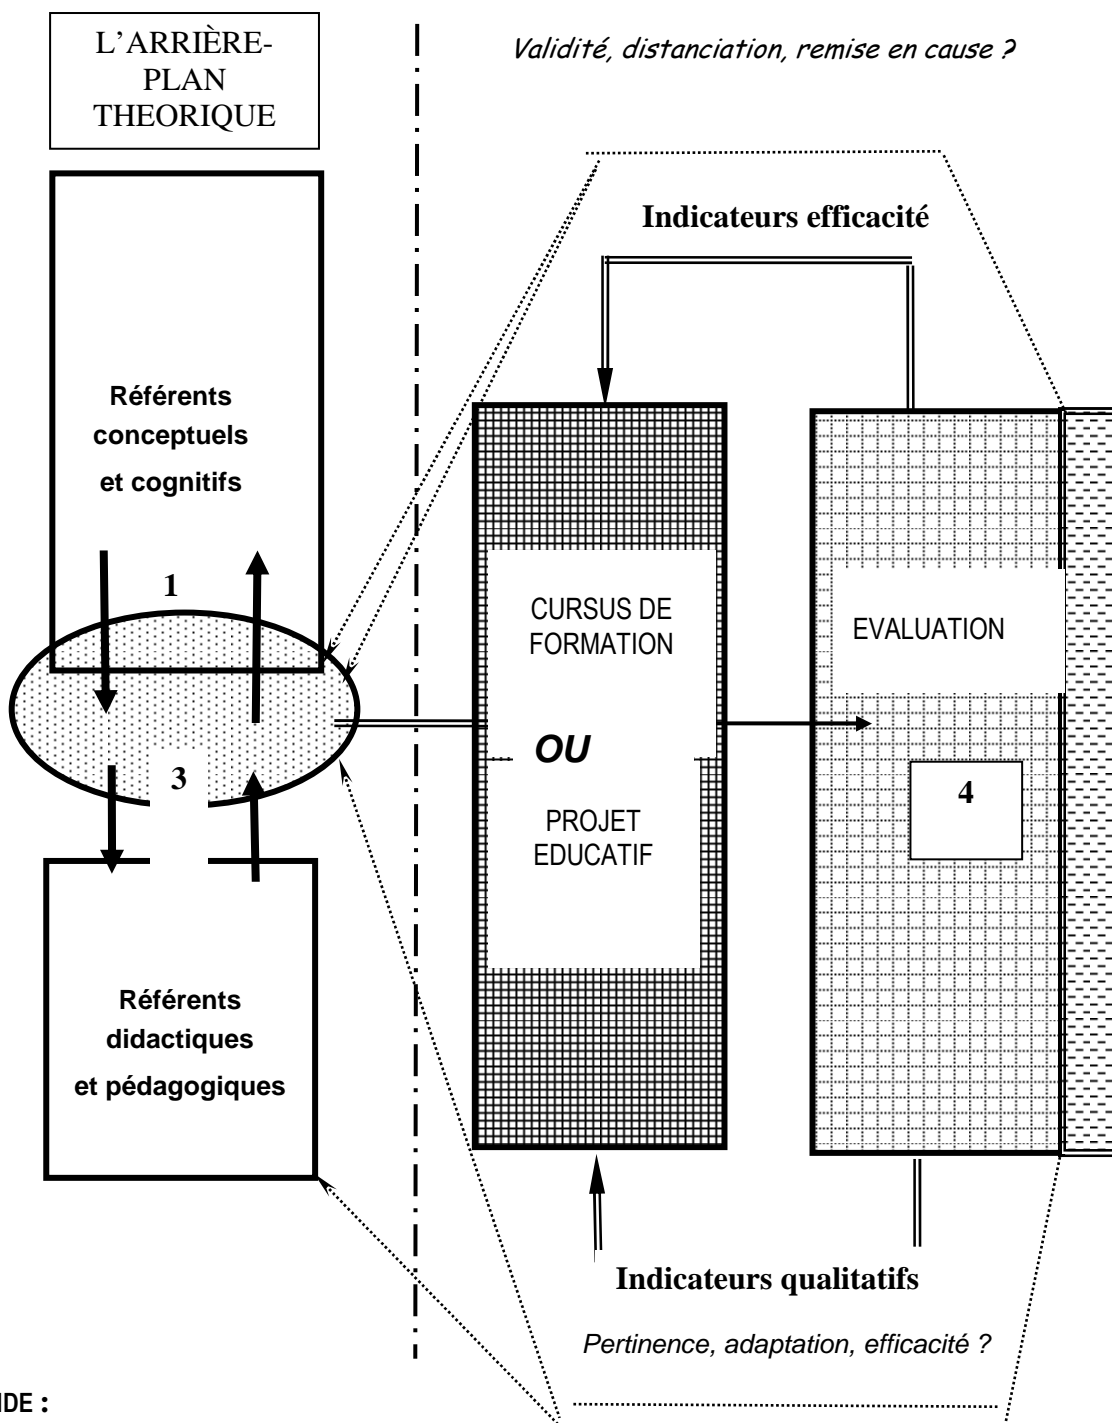 L’ARRIÈRE-
PLAN
THEORIQUE
Validité, distanciation, remise en cause ?
Indicateurs efficacité
Référents
conceptuels
et cognitifs
1
CURSUS DE
FORMATION
EVALUATION
OU
3
4
PROJET
EDUCATIF
Référents
didactiques
et pédagogiques
Indicateurs qualitatifs
Pertinence, adaptation, efficacité ?
NDE :